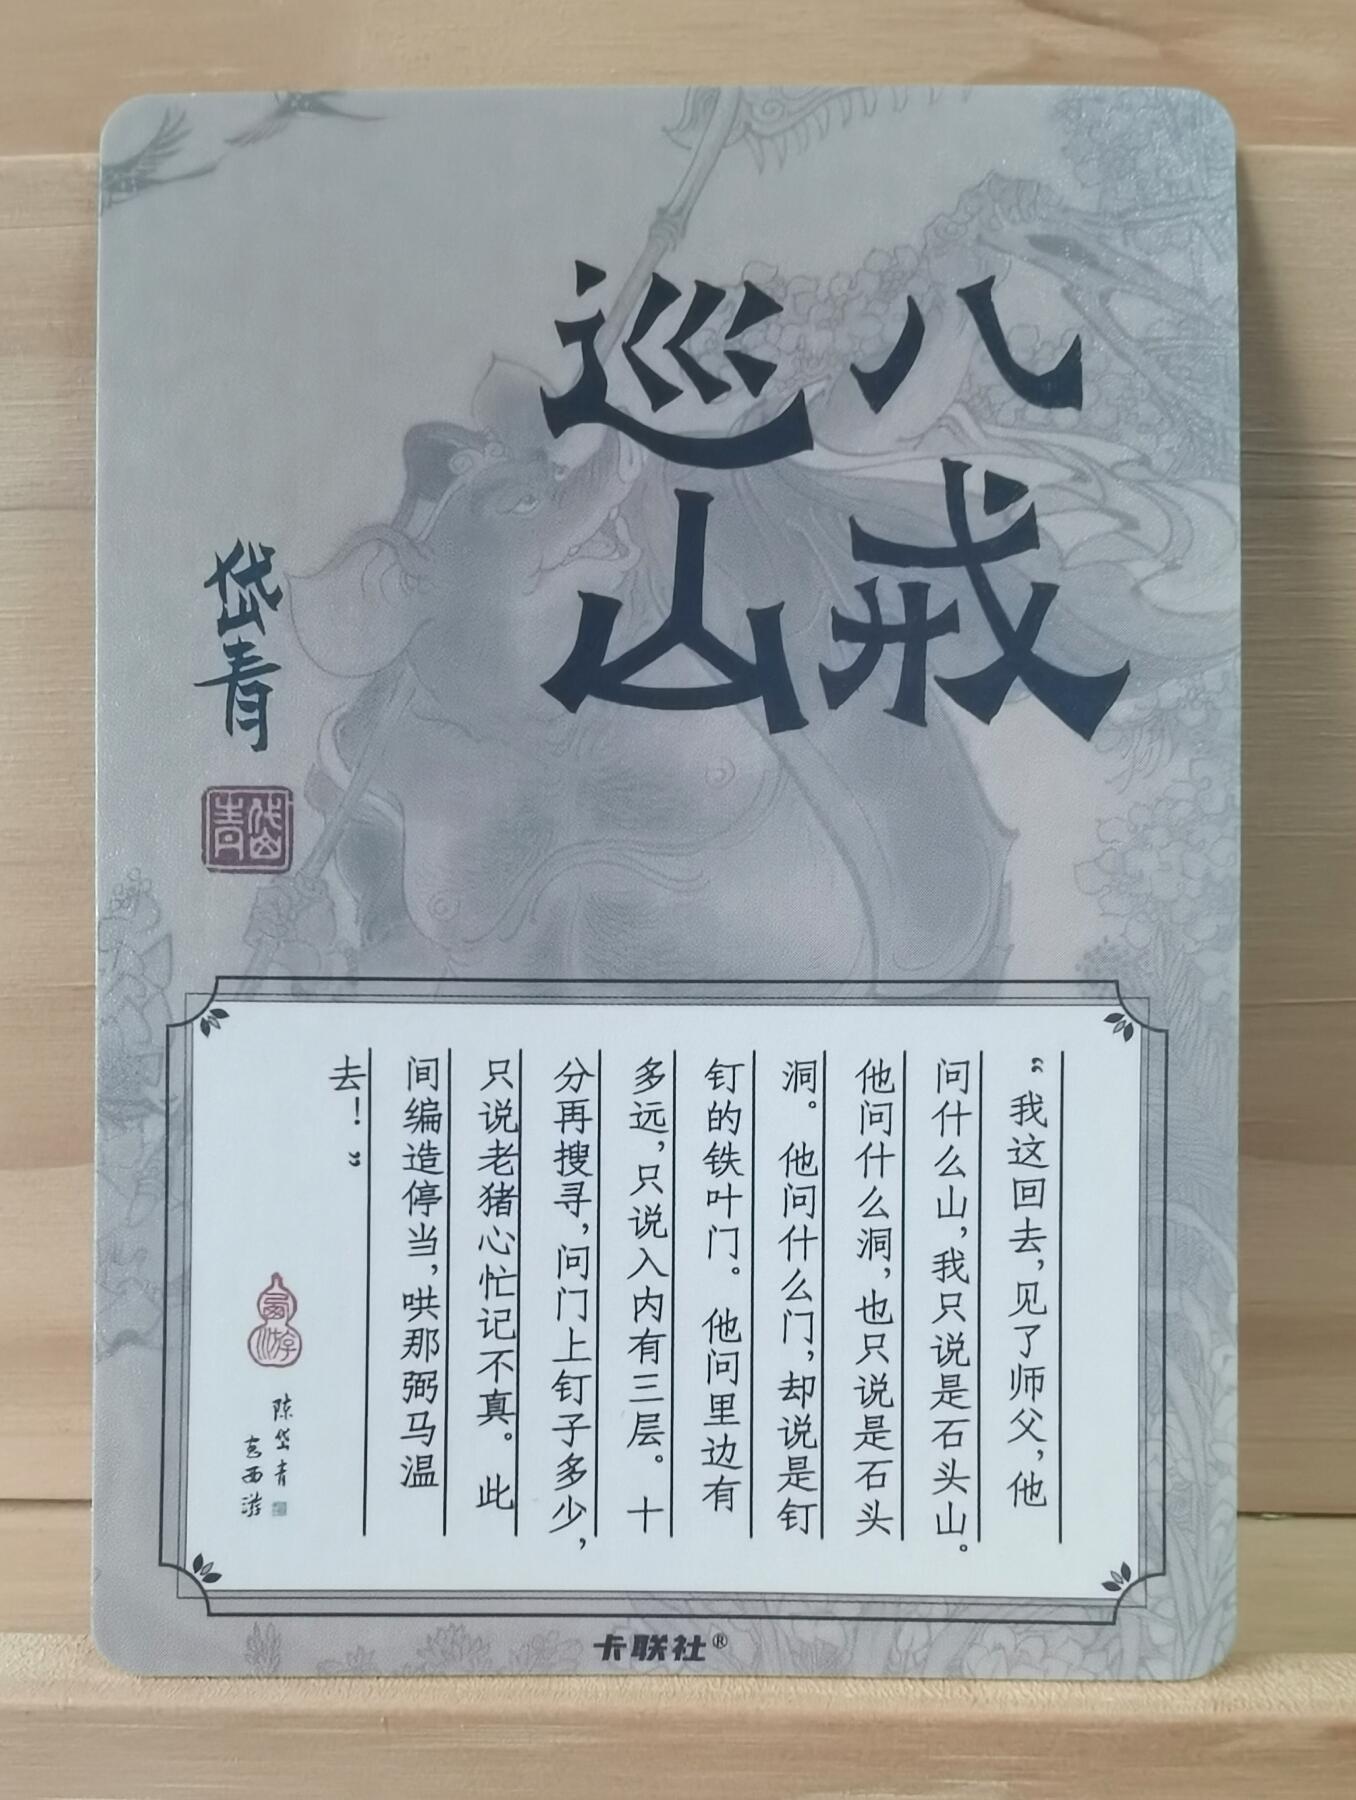 八戒
巡山
岱青
岱青
“我这回去，见了师父，他
问什么山，我只说是石头山。
他问什么洞，也只说是石头
洞。他问什么门，却说是钉
钉的铁叶门。他问里边有
多远，只说入内有三层。十
分再搜寻，问门上钉子多少，
只说老猪心忙记不真。此
间编造停当，哄那弼马温
去！”
陈岱青
画西游
卡联社®